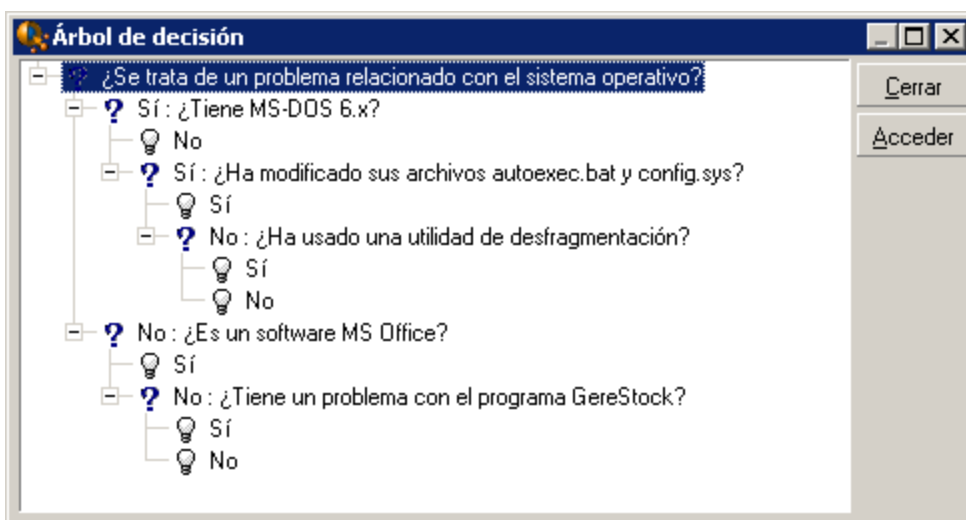 Árbol de decisión
¿Se trata de un problema relacionado con el sistema operativo?
Cerrar
Sí : ¿Tiene MS-DOS 6.x?
No
Acceder
Sí : ¿Ha modificado sus archivos autoexec.bat y config.sys?
Sí
No : ¿Ha usado una utilidad de desfragmentación?
Sí
No
No : ¿Es un software MS Office?
Sí
No : ¿Tiene un problema con el programa GereStock?
Sí
No